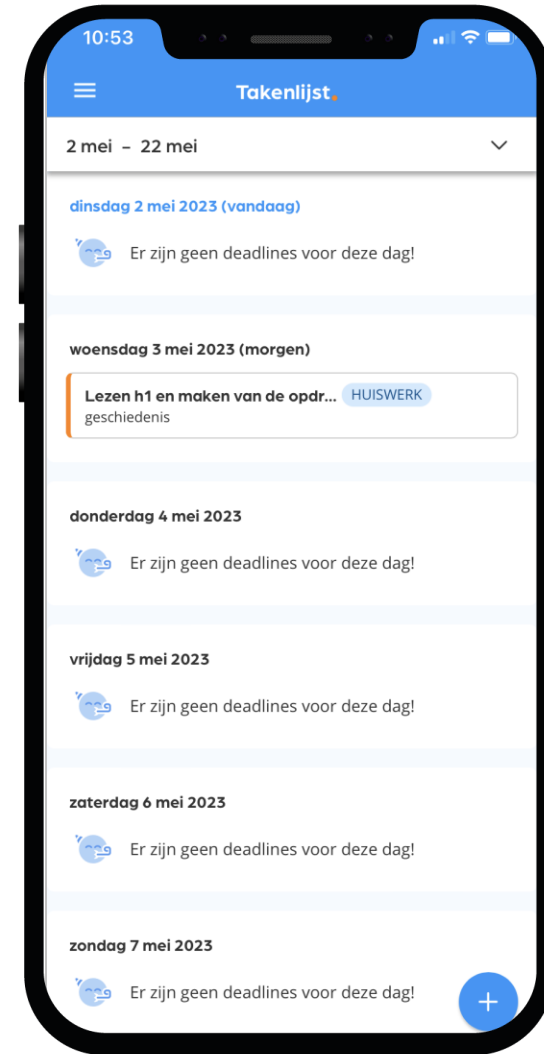 10:53
Takenlijst.
2 mei – 22 mei
dinsdag 2 mei 2023 (vandaag)
Er zijn geen deadlines voor deze dag!
woensdag 3 mei 2023 (morgen)
Lezen h1 en maken van de opdr... HUISWERK
geschiedenis
donderdag 4 mei 2023
Er zijn geen deadlines voor deze dag!
vrijdag 5 mei 2023
Er zijn geen deadlines voor deze dag!
zaterdag 6 mei 2023
Er zijn geen deadlines voor deze dag!
zondag 7 mei 2023
Er zijn geen deadlines voor deze dag!